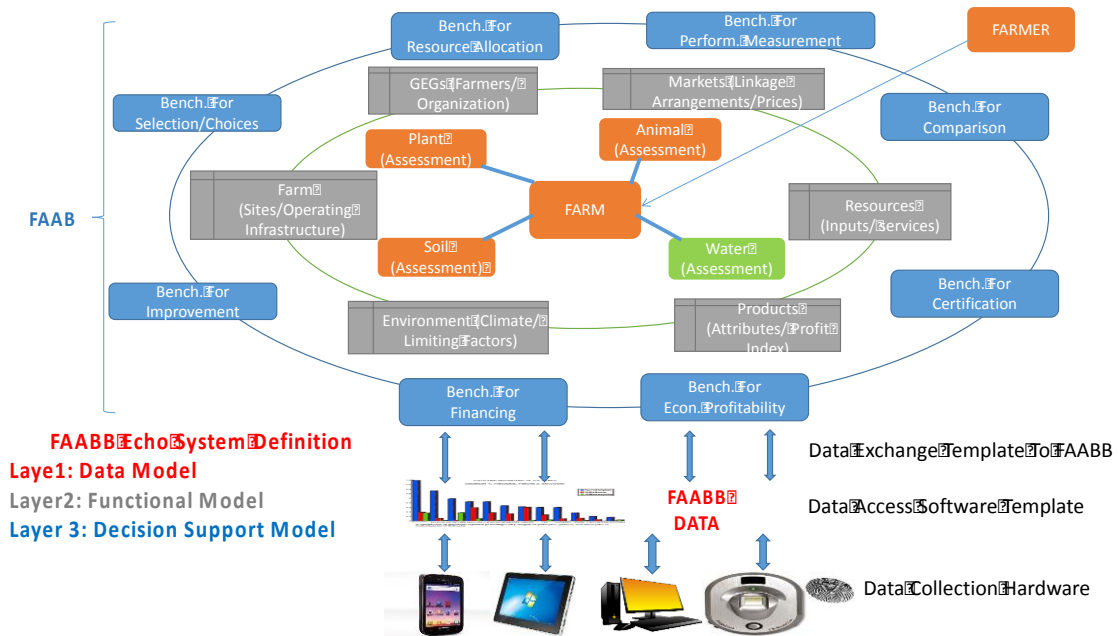 Bench. For
Resource Allocation
Bench. For
Perform. Measurement
FARMER
GEGs (Farmers/
Organization)
Markets (Linkage
Arrangements/Prices
Bench. For
Selection/Choices
Bench. For
Comparison
Plant
(Assessment)
Animal
(Assessment)
Farm
(Sites/Operating
Infrastructure)
FARM
Resources
(Inputs/Services)
FAAB
Soil
(Assessment)
Water
(Assessment)
Bench. For
Improvement
Environment (Climate/
Limiting Factors)
Products
(Attributes/ Profit
Index)
Bench. For
Certification
Bench. For
Financing
Bench. For
Econ. Profitability
FAABB Echo System Definition
Laye1: Data Model
Layer2: Functional Model
Layer 3: Decision Support Model
Data Exchange Template To FAABB
FAABB
DATA
Data Access Software Template
Data Collection Hardware